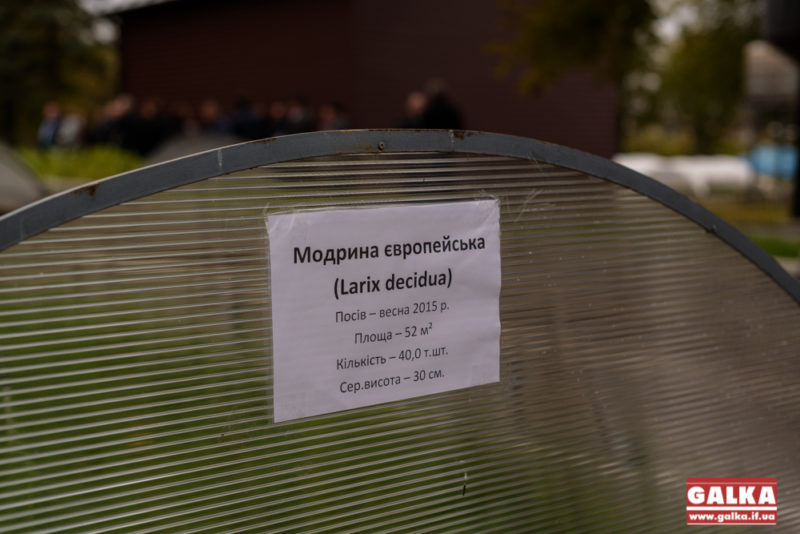 Модрина європейська
(Larix decidua)
Посів – весна 2015 р.
Площа – 52 м²
Кількість – 40,0 т.шт.
Сер.висота – 30 см.
GALKA
www.galka.if.ua